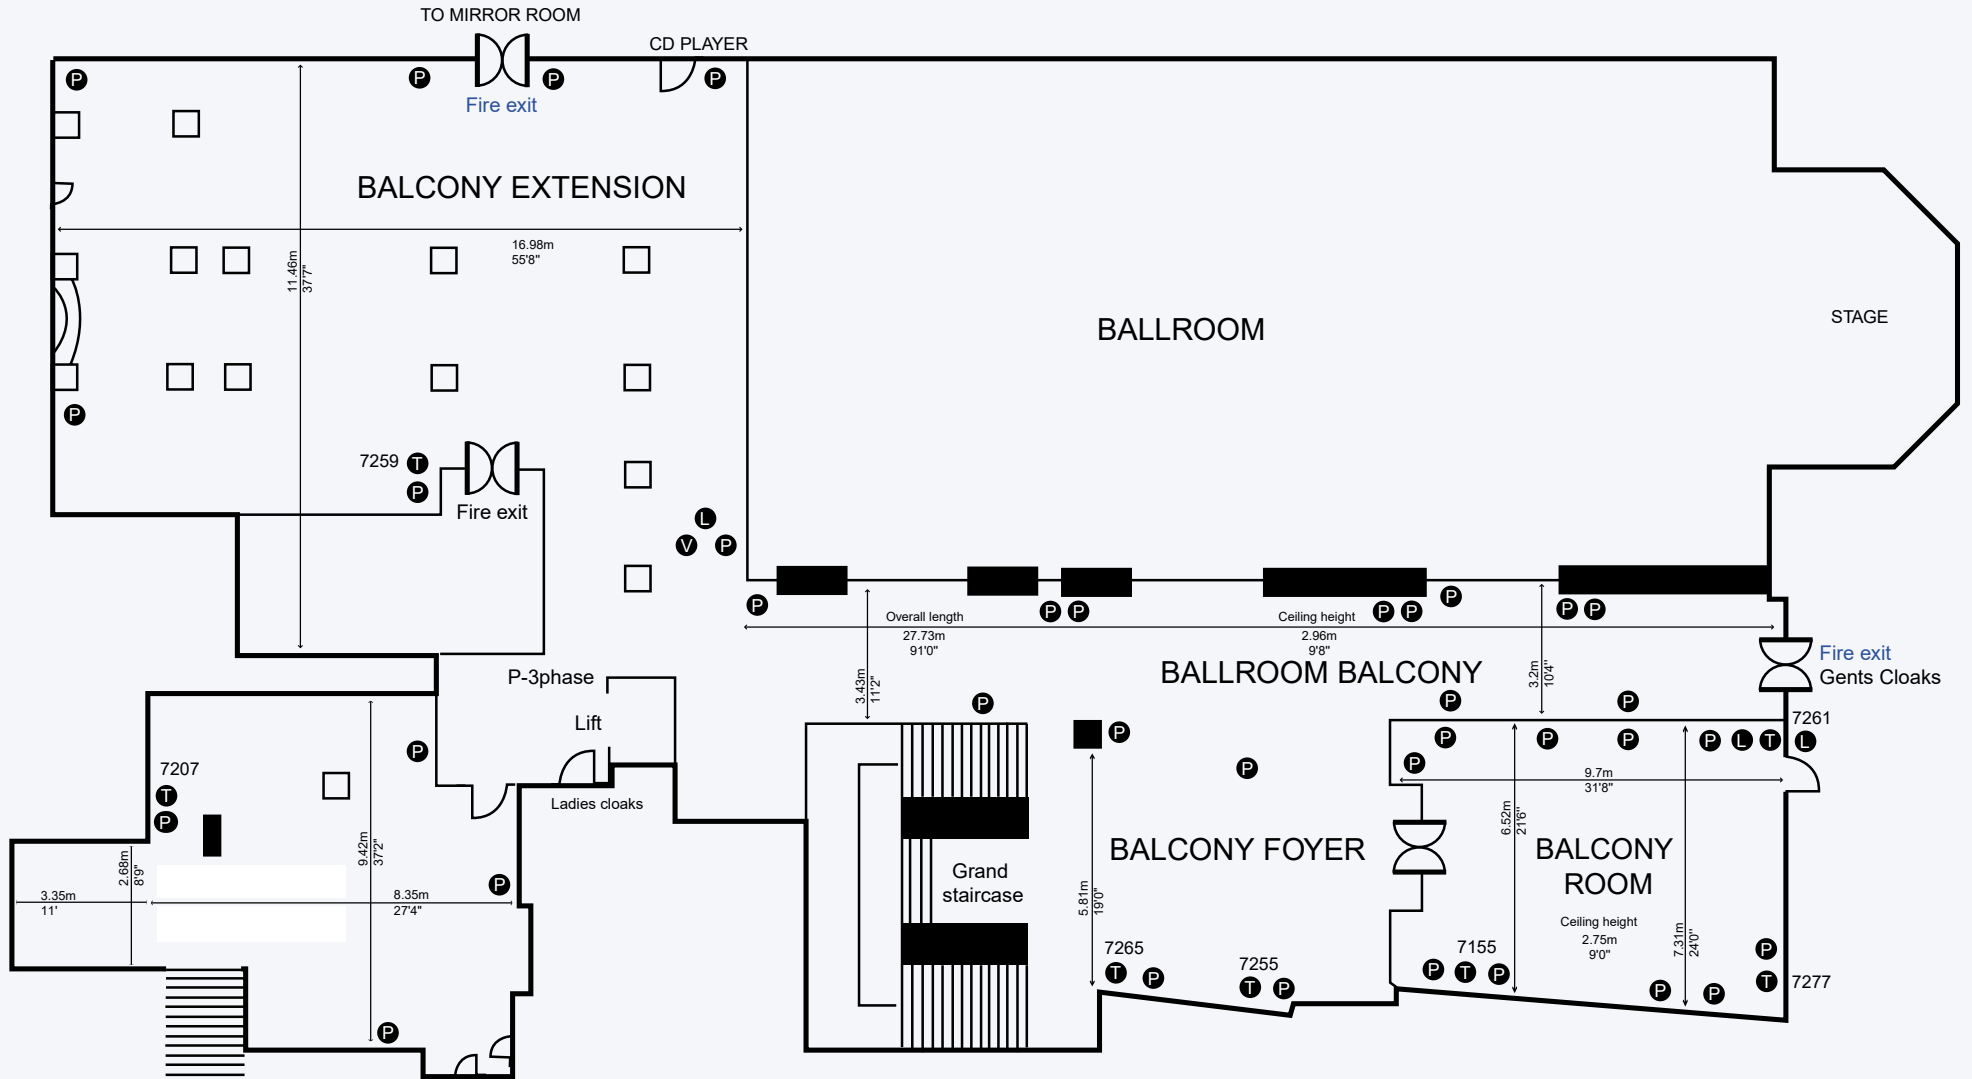 TO MIRROR ROOM
CD PLAYER
P
P
P
P
Fire exit
BALCONY EXTENSION
16.98m
55'8"
11.46m
37'7"
BALLROOM
STAGE
P
7259 T
P
Fire exit
L
V P
P
Overall length
27.73m
91'0"
P P
Ceiling height
2.96m
9'8"
P P
P
P P
3.43m
11'2"
BALLROOM BALCONY
3.2m
10'4"
Fire exit
Gents Cloaks
P-3phase
Lift
Ladies cloaks
P
P
P
P
P
7261
P
P
P
P
P L T L
P
9.7m
31'8"
6.52m
21'6"
7207
T
P
P
9.42m
37'2"
2.68m
8'9"
3.35m
11'
8.35m
27'4"
P
P
Grand
staircase
BALCONY FOYER
5.81m
19'0"
7265
T P
7255
T P
BALCONY
ROOM
Ceiling height
2.75m
9'0"
7.31m
24'0"
7155
P T P
P
T 7277
P P